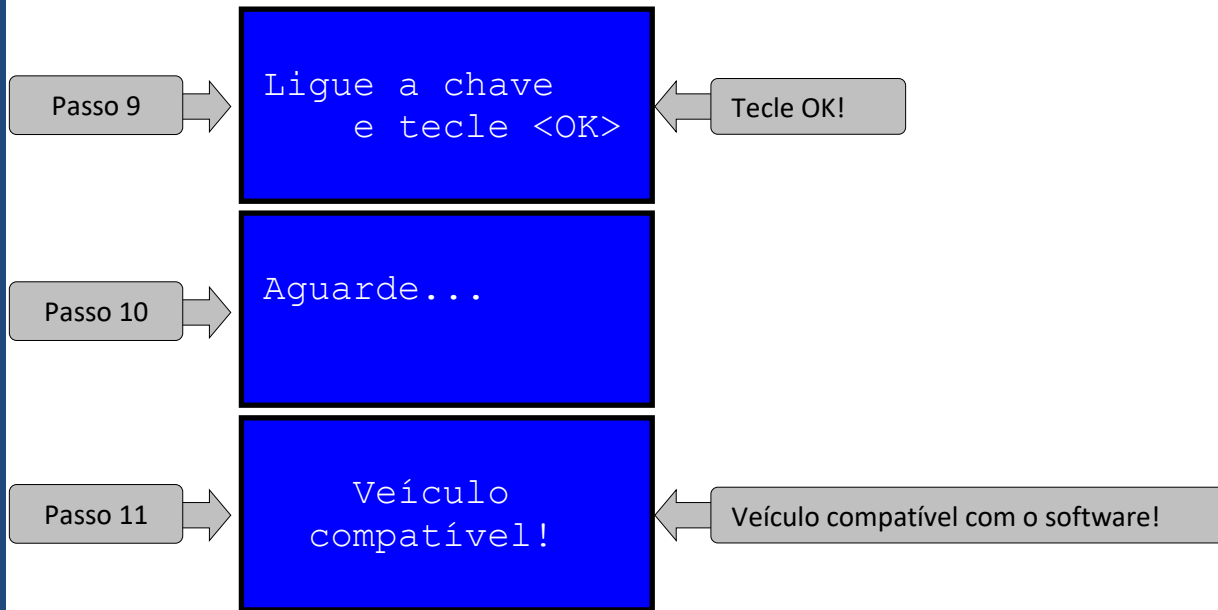 Passo 9
Ligue a chave
e tecle <OK>
Tecle OK!
Passo 10
Aguarde...
Passo 11
Veículo
compatível!
Veículo compatível com o software!